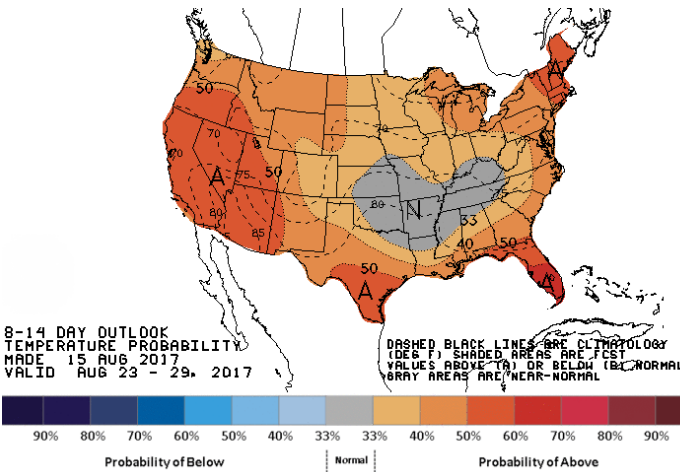 50
A
70
70
A
75
50
80
85
70
80
N
33
40
50
50
A
A
8-14 DAY OUTLOOK
TEMPERATURE PROBABILITY
MADE 15 AUG 2017
VALID AUG 23 - 29, 2017
DASHED BLACK LINES ARE CLIMATOLOGY
(DEG F) SHADED AREAS ARE FCST
VALUES ABOVE (A) OR BELOW (B) NORMAL
GRAY AREAS ARE NEAR-NORMAL
90% 80% 70% 60% 50% 40% 33% 33% 40% 50% 60% 70% 80% 90%
Probability of Below Normal Probability of Above